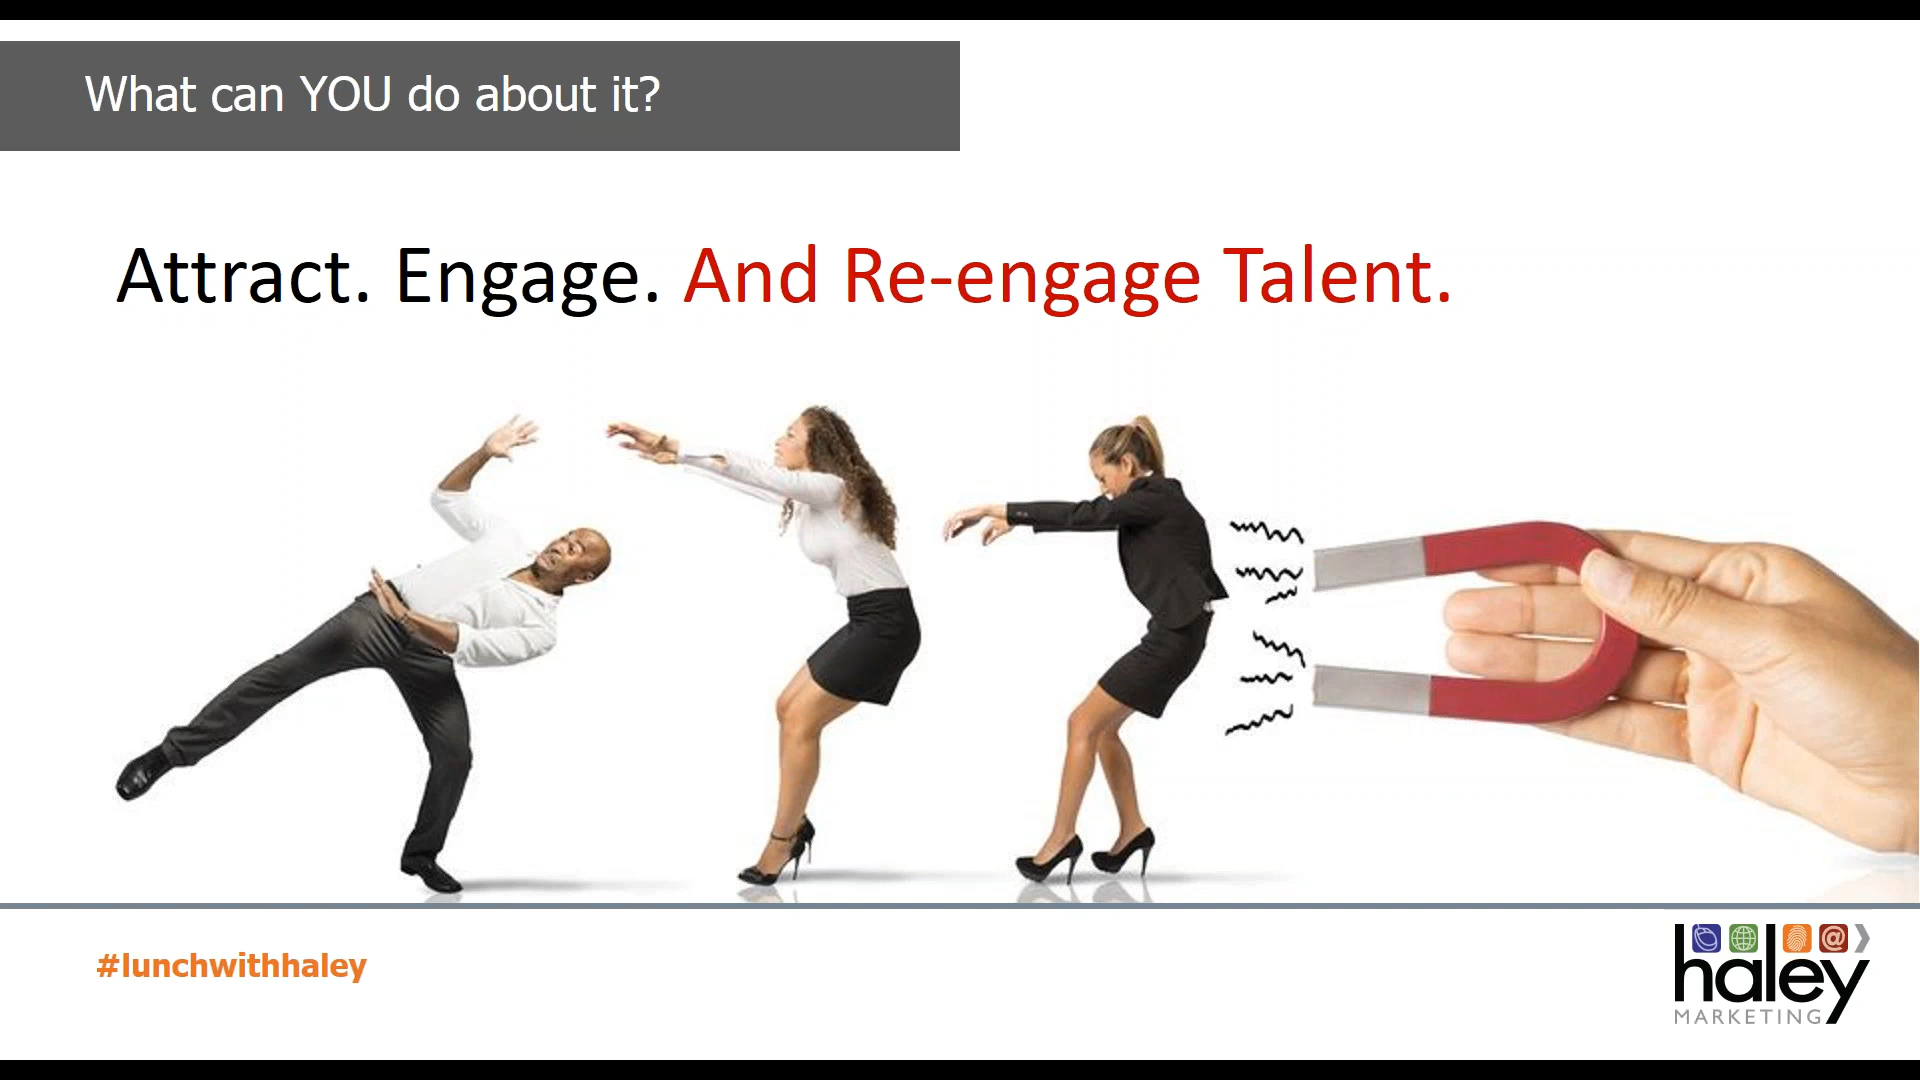 What can YOU do about it?
Attract. Engage. And Re-engage Talent.
#lunchwithhaley
haley
MARKETING